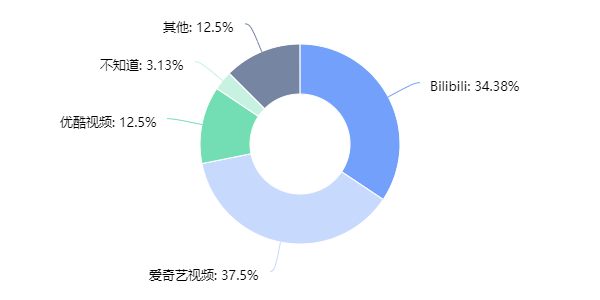 其他: 12.5%
不知道: 3.13%
Bilibili: 34.38%
优酷视频: 12.5%
爱奇艺视频: 37.5%